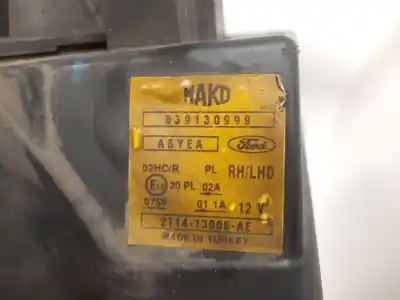 MAKO
039130999
ASYEA Ford
02HC/R PL RH/LHD
20 PL 02A
0750 01 1A 12 V
2T14-13006-AE
MADE IN TURKEY